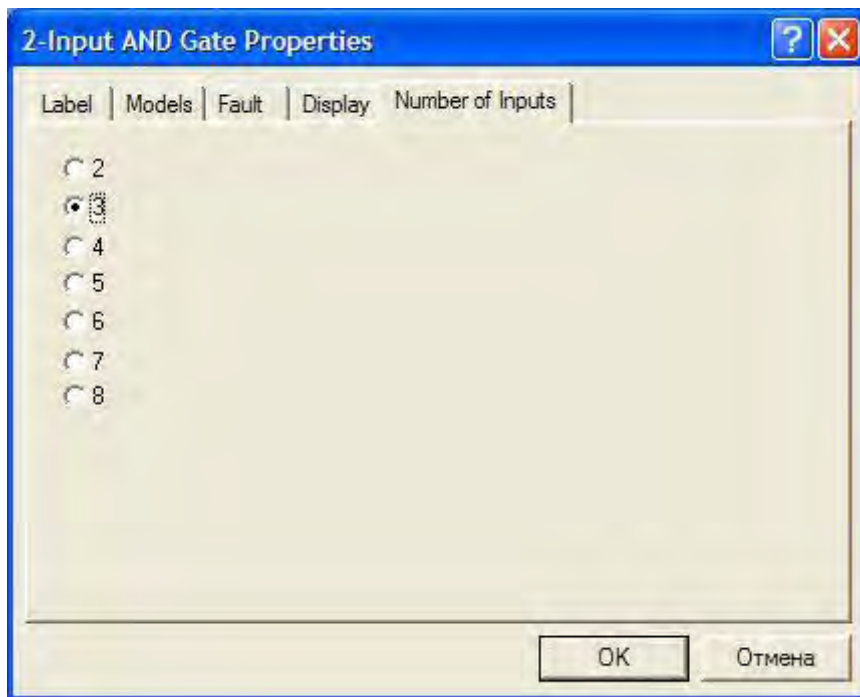 2-Input AND Gate Properties
Label Models Fault Display Number of Inputs
2
3
4
5
6
7
8
OK Отмена